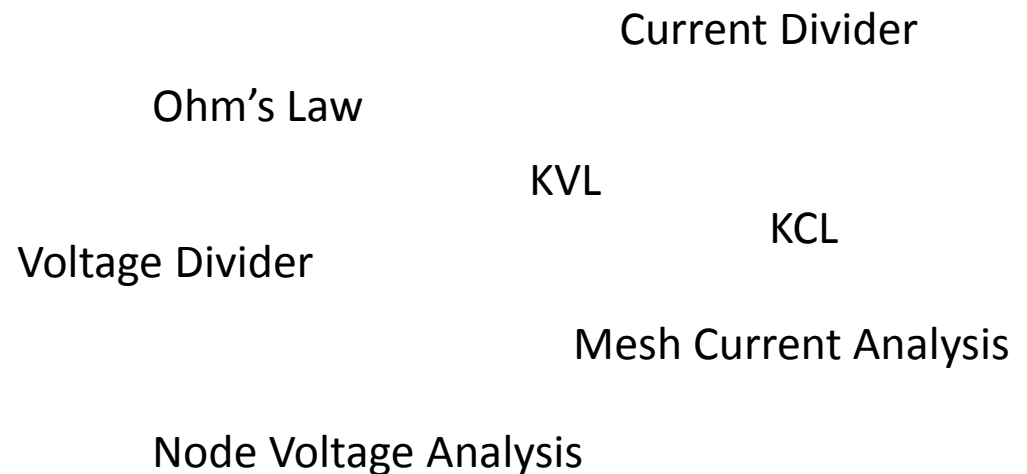 Current Divider
Ohm’s Law
KVL
KCL
Voltage Divider
Mesh Current Analysis
Node Voltage Analysis